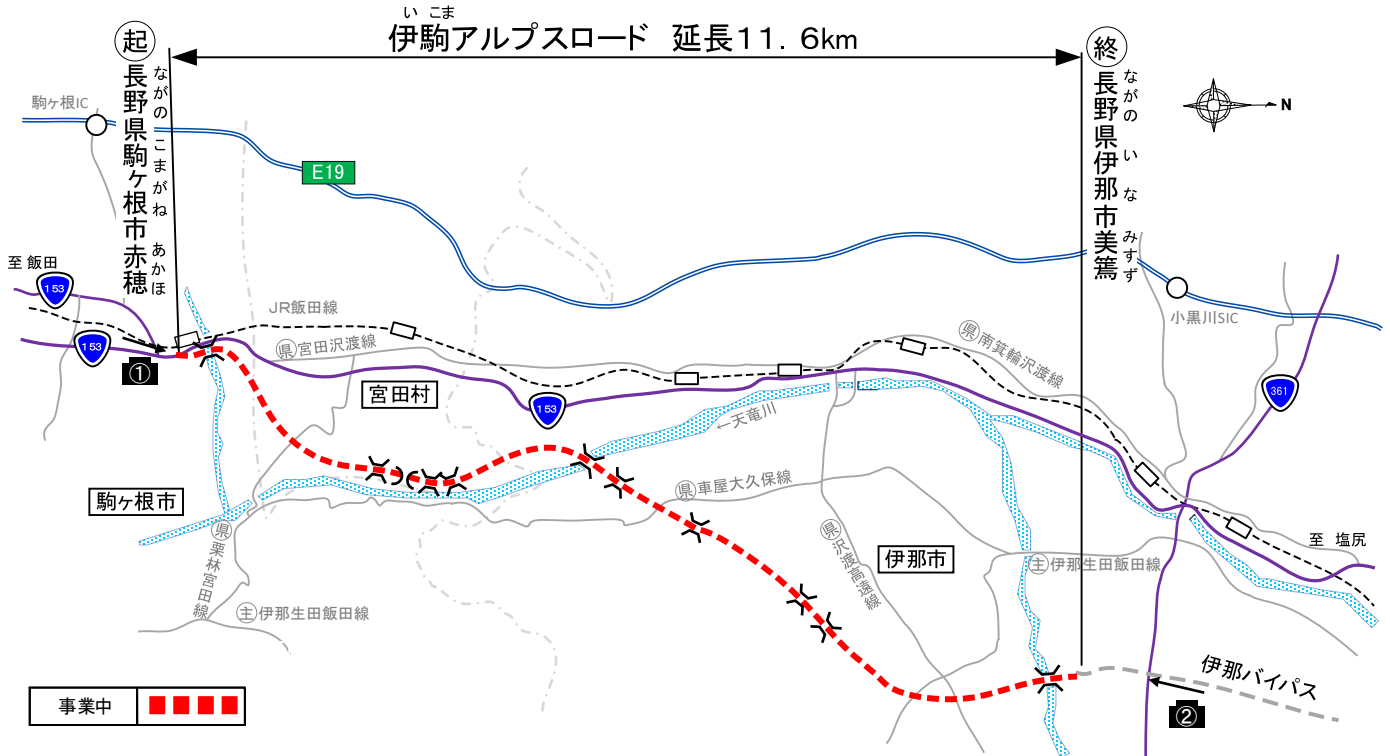 い こま
伊駒アルプスロード 延長11.6km
起
長野県駒ヶ根市赤穂
ながの こまがね あかほ
終
長野県伊那市美篶
ながの いな みすず
N
駒ヶ根IC
E19
至 飯田
153
153
①
JR飯田線
県宮田沢渡線
宮田村
153
←天竜川
県南箕輪沢渡線
小黒川SIC
361
駒ヶ根市
県車屋大久保線
県栗林宮田線
主伊那生田飯田線
県沢渡高遠線
伊那市
主伊那生田飯田線
至 塩尻
伊那バイパス
②
事業中